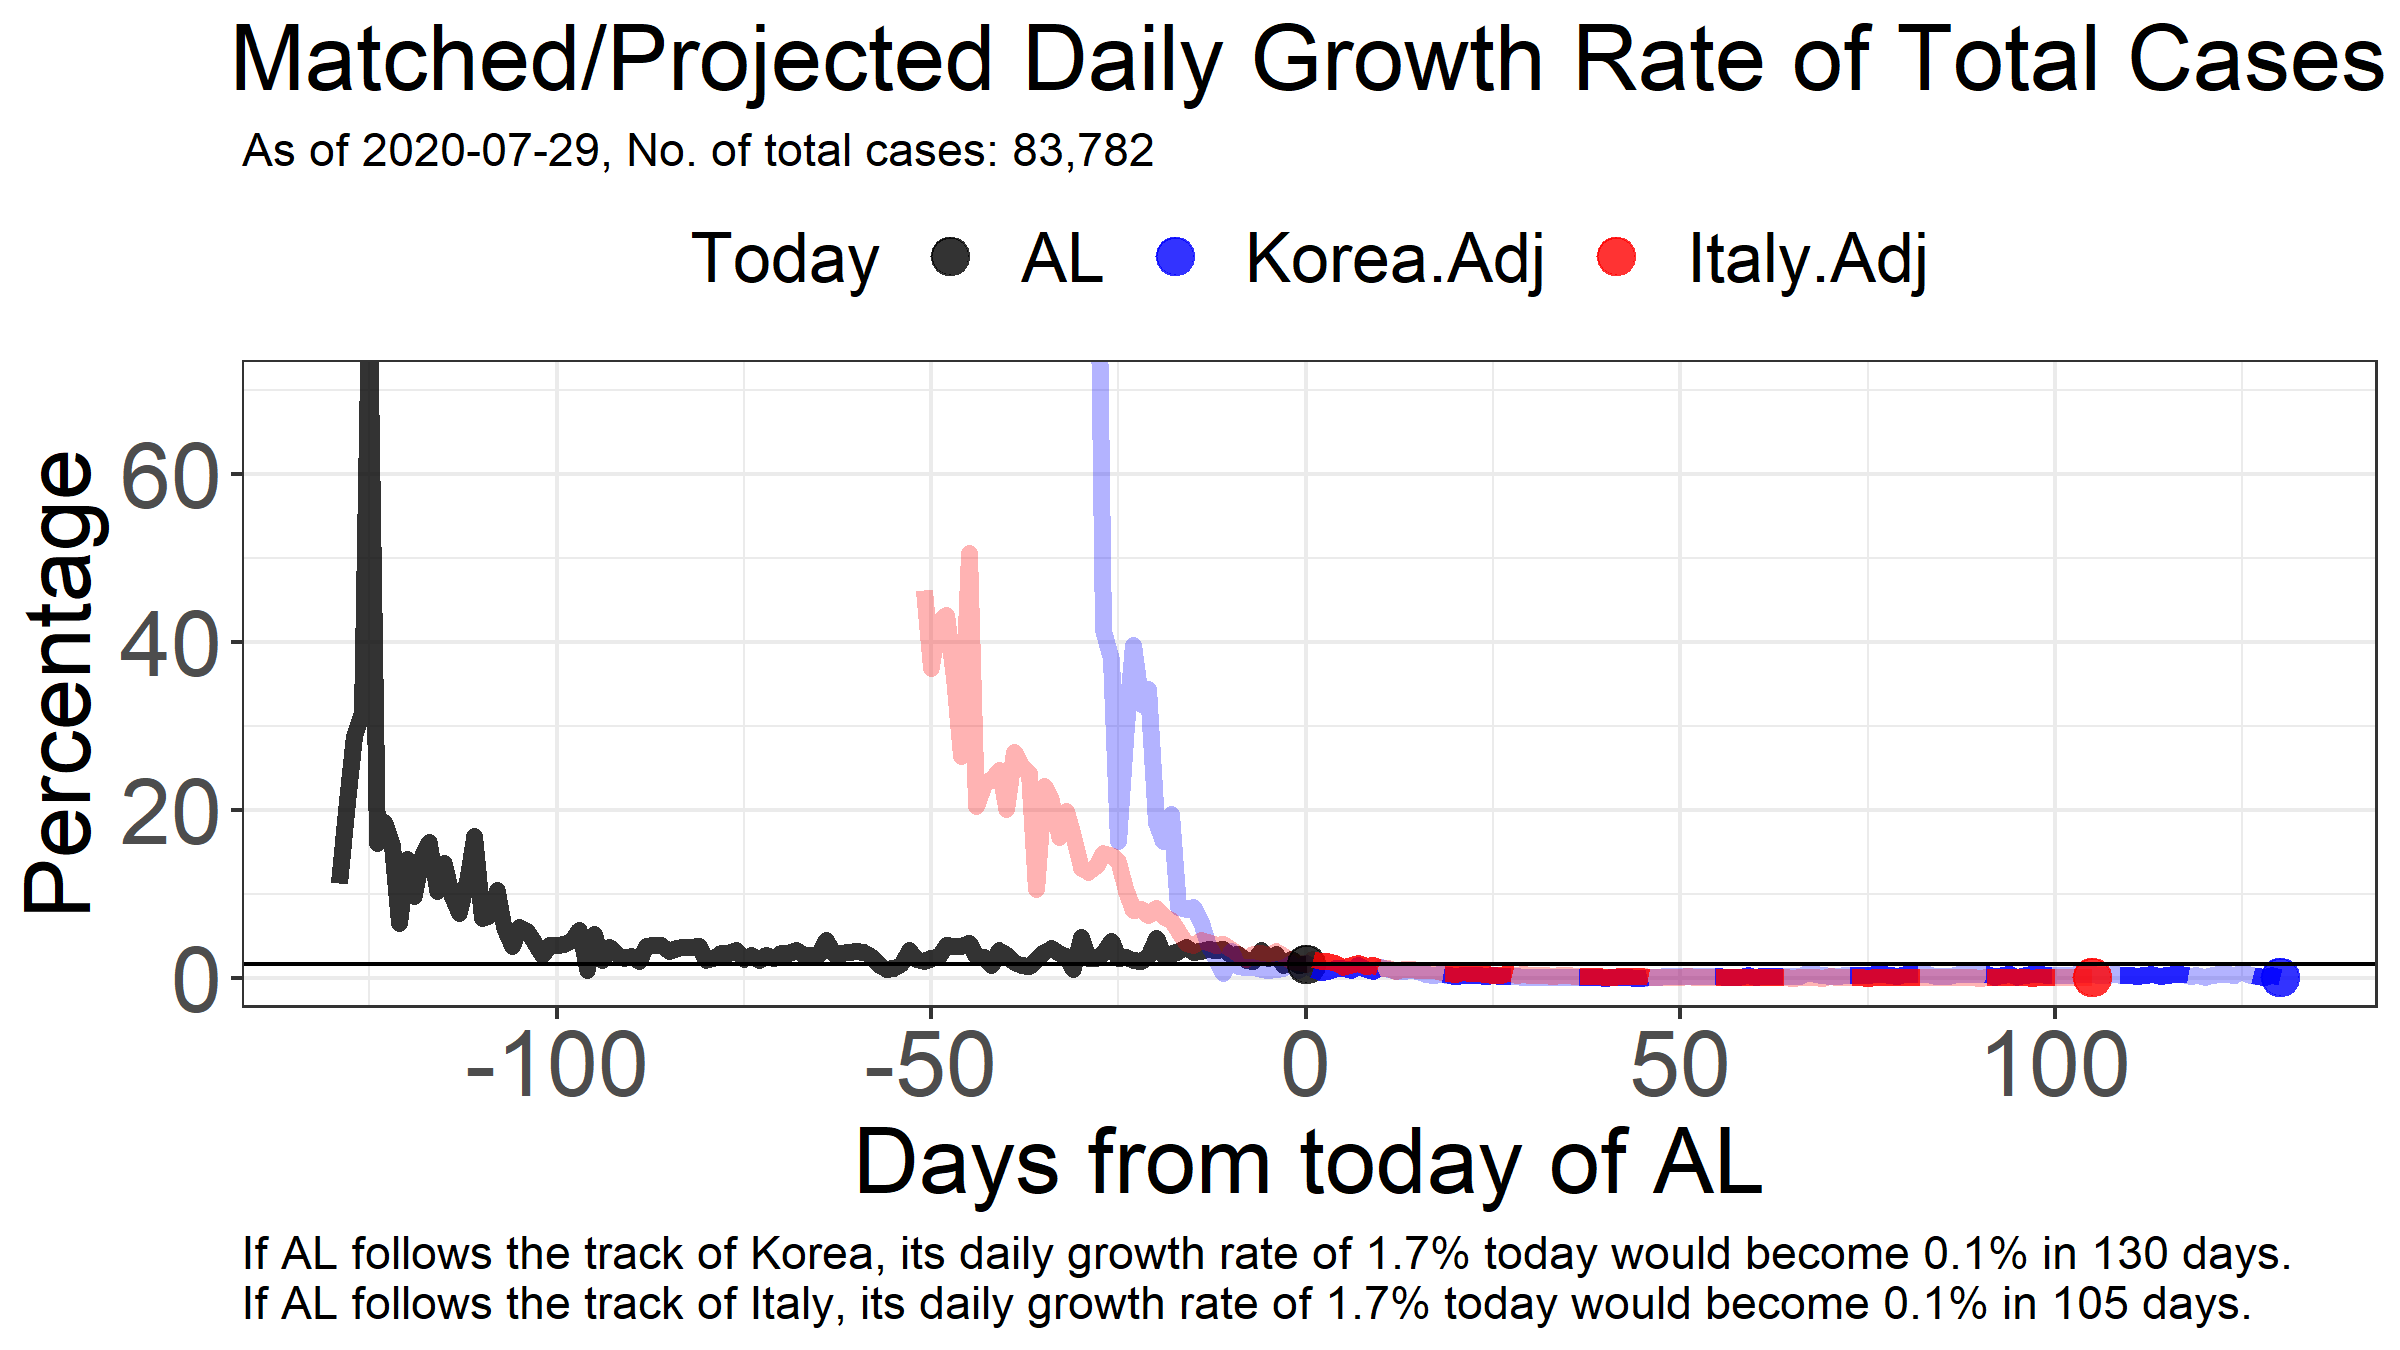 Matched/Projected Daily Growth Rate of Total Cases
As of 2020-07-29, No. of total cases: 83,782
Today AL Korea.Adj Italy.Adj
Percentage
60
40
20
0
-100 -50 0 50 100
Days from today of AL
If AL follows the track of Korea, its daily growth rate of 1.7% today would become 0.1% in 130 days.
If AL follows the track of Italy, its daily growth rate of 1.7% today would become 0.1% in 105 days.